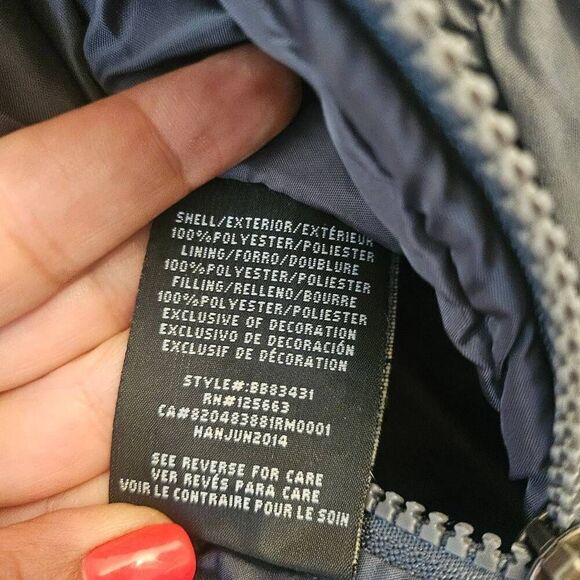 SHELL/EXTERIOR/EXTÉRIEUR
100%POLYESTER/POLIESTER
LINING/FORRO/DOUBLURE
100%POLYESTER/POLIESTER
FILLING/RELLENO/BOURRE
100%POLYESTER/POLIESTER
EXCLUSIVE OF DECORATION
EXCLUSIVO DE DECORACIÓN
EXCLUSIF DE DÉCORATION
STYLE#:BB83431
RN#125663
CA#820483881RM0001
HANJUN2014
SEE REVERSE FOR CARE
VER REVÉS PARA CARE
VOIR LE CONTRAIRE POUR LE SOIN